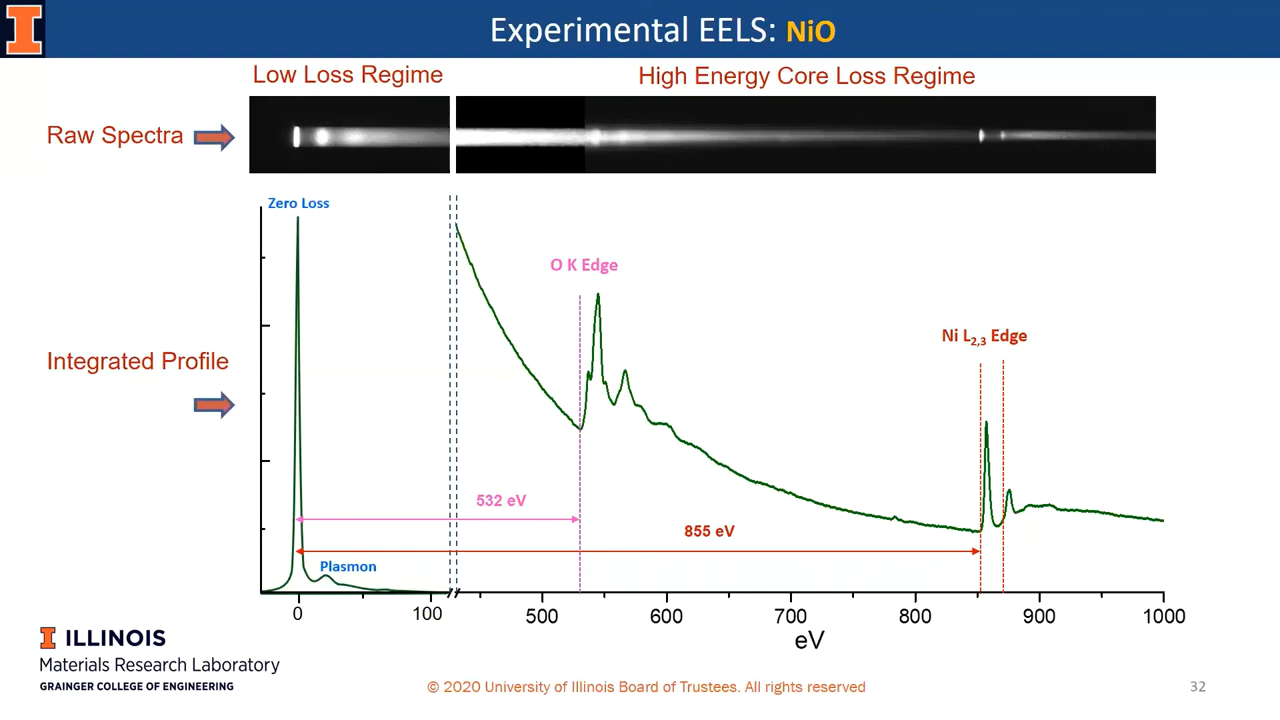 Experimental EELS: NiO
Low Loss Regime
High Energy Core Loss Regime
Raw Spectra
Zero Loss
O K Edge
Ni L2,3 Edge
Integrated Profile
532 eV
855 eV
Plasmon
0
100
500
600
700
800
900
1000
eV
I ILLINOIS
Materials Research Laboratory
GRAINGER COLLEGE OF ENGINEERING
© 2020 University of Illinois Board of Trustees. All rights reserved
32